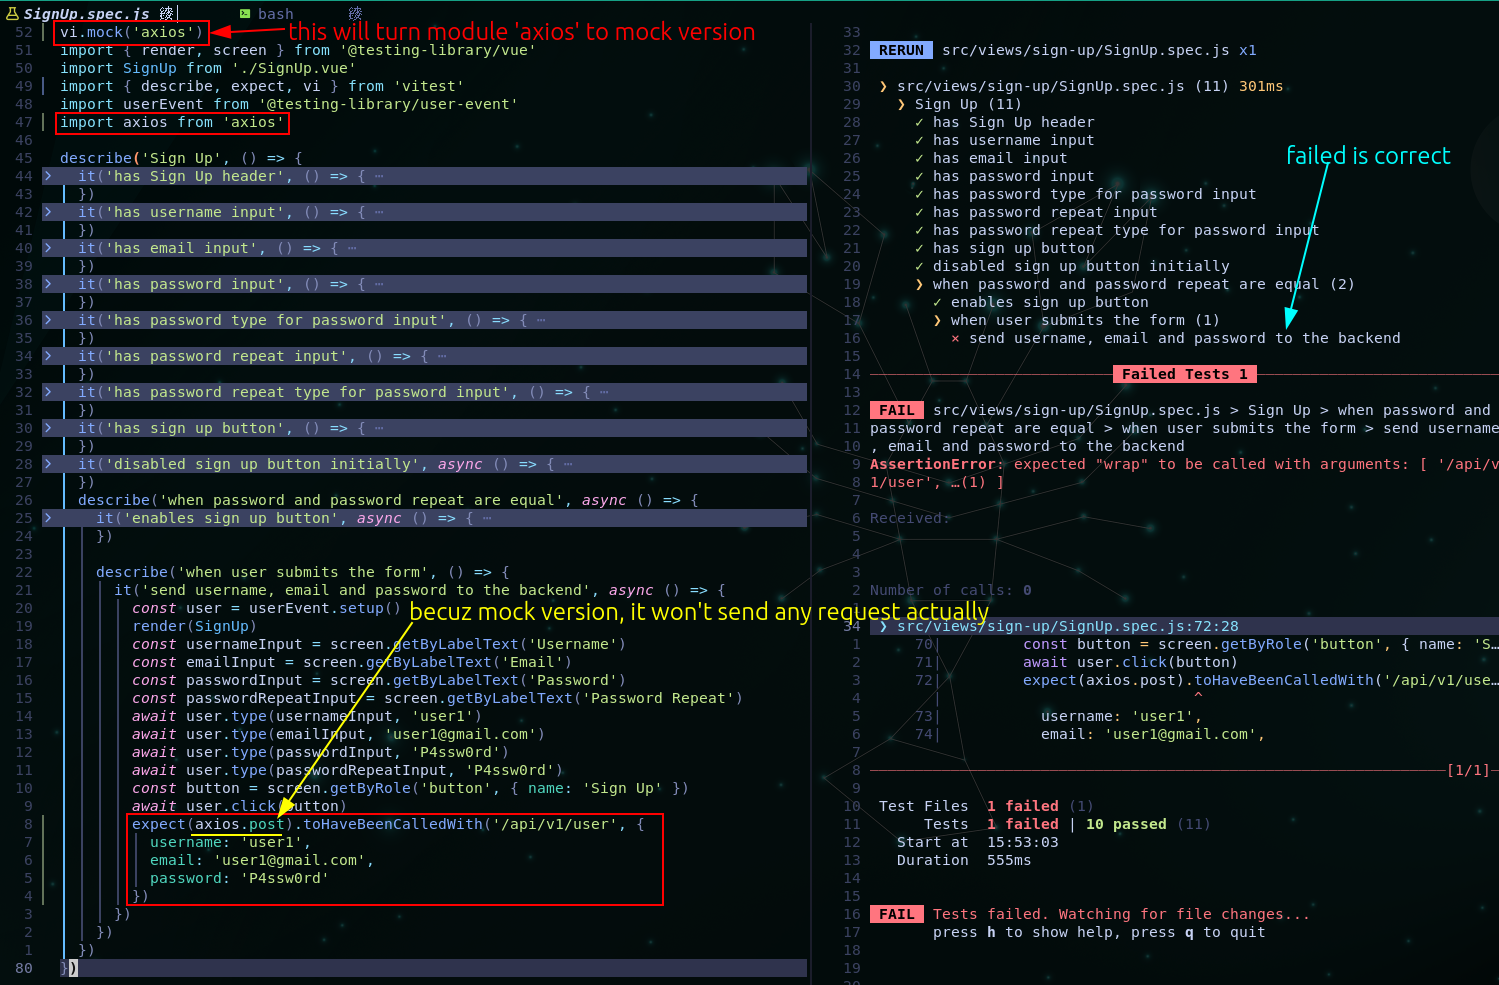 SignUp.spec.js
bash
52 vi.mock('axios')
this will turn module 'axios' to mock version
51 import { render, screen } from '@testing-library/vue'
50 import SignUp from './SignUp.vue'
49 import { describe, expect, vi } from 'vitest'
48 import userEvent from '@testing-library/user-event'
47 import axios from 'axios'
46
45 describe('Sign Up', () => {
44 > it('has Sign Up header', () => { ⋯
43 })
42 > it('has username input', () => { ⋯
41 })
40 > it('has email input', () => { ⋯
39 })
38 > it('has password input', () => { ⋯
37 })
36 > it('has password type for password input', () => { ⋯
35 })
34 > it('has password repeat input', () => { ⋯
33 })
32 > it('has password repeat type for password input', () => { ⋯
31 })
30 > it('has sign up button', () => { ⋯
29 })
28 > it('disabled sign up button initially', async () => { ⋯
27 })
26 describe('when password and password repeat are equal', async () => {
25 > it('enables sign up button', async () => { ⋯
24 })
23
22 describe('when user submits the form', () => {
21 it('send username, email and password to the backend', async () => {
20 const user = userEvent.setup()
becuz mock version, it won't send any request actually
19 render(SignUp)
18 const usernameInput = screen.getByLabelText('Username')
17 const emailInput = screen.getByLabelText('Email')
16 const passwordInput = screen.getByLabelText('Password')
15 const passwordRepeatInput = screen.getByLabelText('Password Repeat')
14 await user.type(usernameInput, 'user1')
13 await user.type(emailInput, 'user1@gmail.com')
12 await user.type(passwordInput, 'P4ssw0rd')
11 await user.type(passwordRepeatInput, 'P4ssw0rd')
10 const button = screen.getByRole('button', { name: 'Sign Up' })
9 await user.click(button)
8 expect(axios.post).toHaveBeenCalledWith('/api/v1/user', {
7 username: 'user1',
6 email: 'user1@gmail.com',
5 password: 'P4ssw0rd'
4 })
3 })
2 })
1 })
80 })
33
32 RERUN src/views/sign-up/SignUp.spec.js x1
31
30 ❯ src/views/sign-up/SignUp.spec.js (11) 301ms
29 ❯ Sign Up (11)
28 ✓ has Sign Up header
27 ✓ has username input
26 ✓ has email input
failed is correct
25 ✓ has password input
24 ✓ has password type for password input
23 ✓ has password repeat input
22 ✓ has password repeat type for password input
21 ✓ has sign up button
20 ✓ disabled sign up button initially
19 ❯ when password and password repeat are equal (2)
18 ✓ enables sign up button
17 ❯ when user submits the form (1)
16 × send username, email and password to the backend
15
14 Failed Tests 1
13
12 FAIL src/views/sign-up/SignUp.spec.js > Sign Up > when password and
11 password repeat are equal > when user submits the form > send username
10 , email and password to the backend
9 AssertionError: expected "wrap" to be called with arguments: [ '/api/v
8 1/user', …(1) ]
7
6 Received:
5
4
3
2 Number of calls: 0
1
34 ❯ src/views/sign-up/SignUp.spec.js:72:28
1 70| const button = screen.getByRole('button', { name: 'S…
2 71| await user.click(button)
3 72| expect(axios.post).toHaveBeenCalledWith('/api/v1/use…
4 | ^
5 73| username: 'user1',
6 74| email: 'user1@gmail.com',
7
8 [1/1]
9
10 Test Files 1 failed (1)
11 Tests 1 failed | 10 passed (11)
12 Start at 15:53:03
13 Duration 555ms
14
15
16 FAIL Tests failed. Watching for file changes...
17 press h to show help, press q to quit
18
19